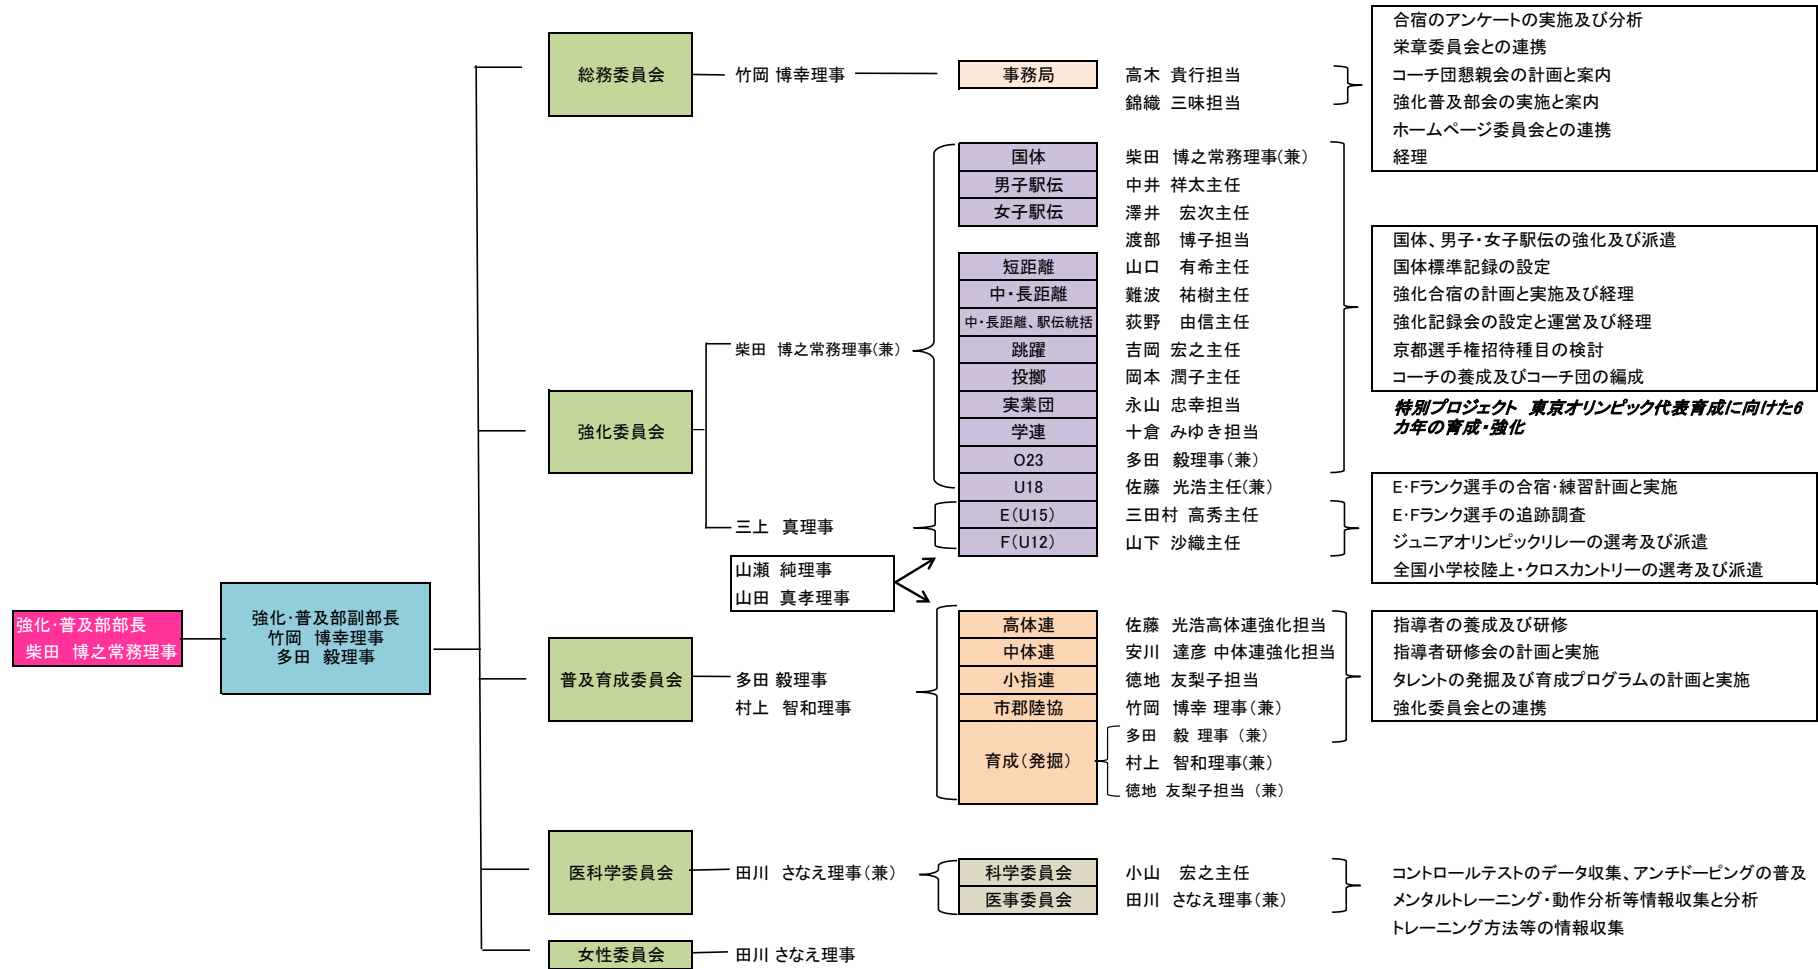 合宿のアンケートの実施及び分析
栄章委員会との連携
総務委員会 竹岡 博幸理事 事務局 高木 貴行担当 コーチ団懇親会の計画と案内
錦織 三味担当 強化普及部会の実施と案内
ホームページ委員会との連携
国体 柴田 博之常務理事(兼) 経理
男子駅伝 中井 祥太主任
女子駅伝 澤井 宏次主任
渡部 博子担当 国体、男子・女子駅伝の強化及び派遣
短距離 山口 有希主任 国体標準記録の設定
中・長距離 難波 祐樹主任 強化合宿の計画と実施及び経理
中・長距離、駅伝統括 荻野 由信主任 強化記録会の設定と運営及び経理
柴田 博之常務理事(兼) 跳躍 吉岡 宏之主任 京都選手権招待種目の検討
投擲 岡本 潤子主任 コーチの養成及びコーチ団の編成
実業団 永山 忠幸担当 特別プロジェクト 東京オリンピック代表育成に向けた6
強化委員会 学連 十倉 みゆき担当 カ年の育成・強化
O23 多田 毅理事(兼)
U18 佐藤 光浩主任(兼) E・Fランク選手の合宿・練習計画と実施
三上 真理事 E(U15) 三田村 高秀主任 E・Fランク選手の追跡調査
F(U12) 山下 沙織主任 ジュニアオリンピックリレーの選考及び派遣
山瀬 純理事 全国小学校陸上・クロスカントリーの選考及び派遣
山田 真孝理事
強化・普及部部長
柴田 博之常務理事
強化・普及部副部長
竹岡 博幸理事
多田 毅理事
高体連 佐藤 光浩高体連強化担当 指導者の養成及び研修
中体連 安川 達彦 中体連強化担当 指導者研修会の計画と実施
普及育成委員会 多田 毅理事 小指連 徳地 友梨子担当 タレントの発掘及び育成プログラムの計画と実施
村上 智和理事 市郡陸協 竹岡 博幸 理事(兼) 強化委員会との連携
多田 毅 理事 (兼)
育成(発掘) 村上 智和理事(兼)
徳地 友梨子担当 (兼)
医科学委員会 田川 さなえ理事(兼) 科学委員会 小山 宏之主任 コントロールテストのデータ収集、アンチドーピングの普及
医事委員会 田川 さなえ理事(兼) メンタルトレーニング・動作分析等情報収集と分析
トレーニング方法等の情報収集
女性委員会 田川 さなえ理事